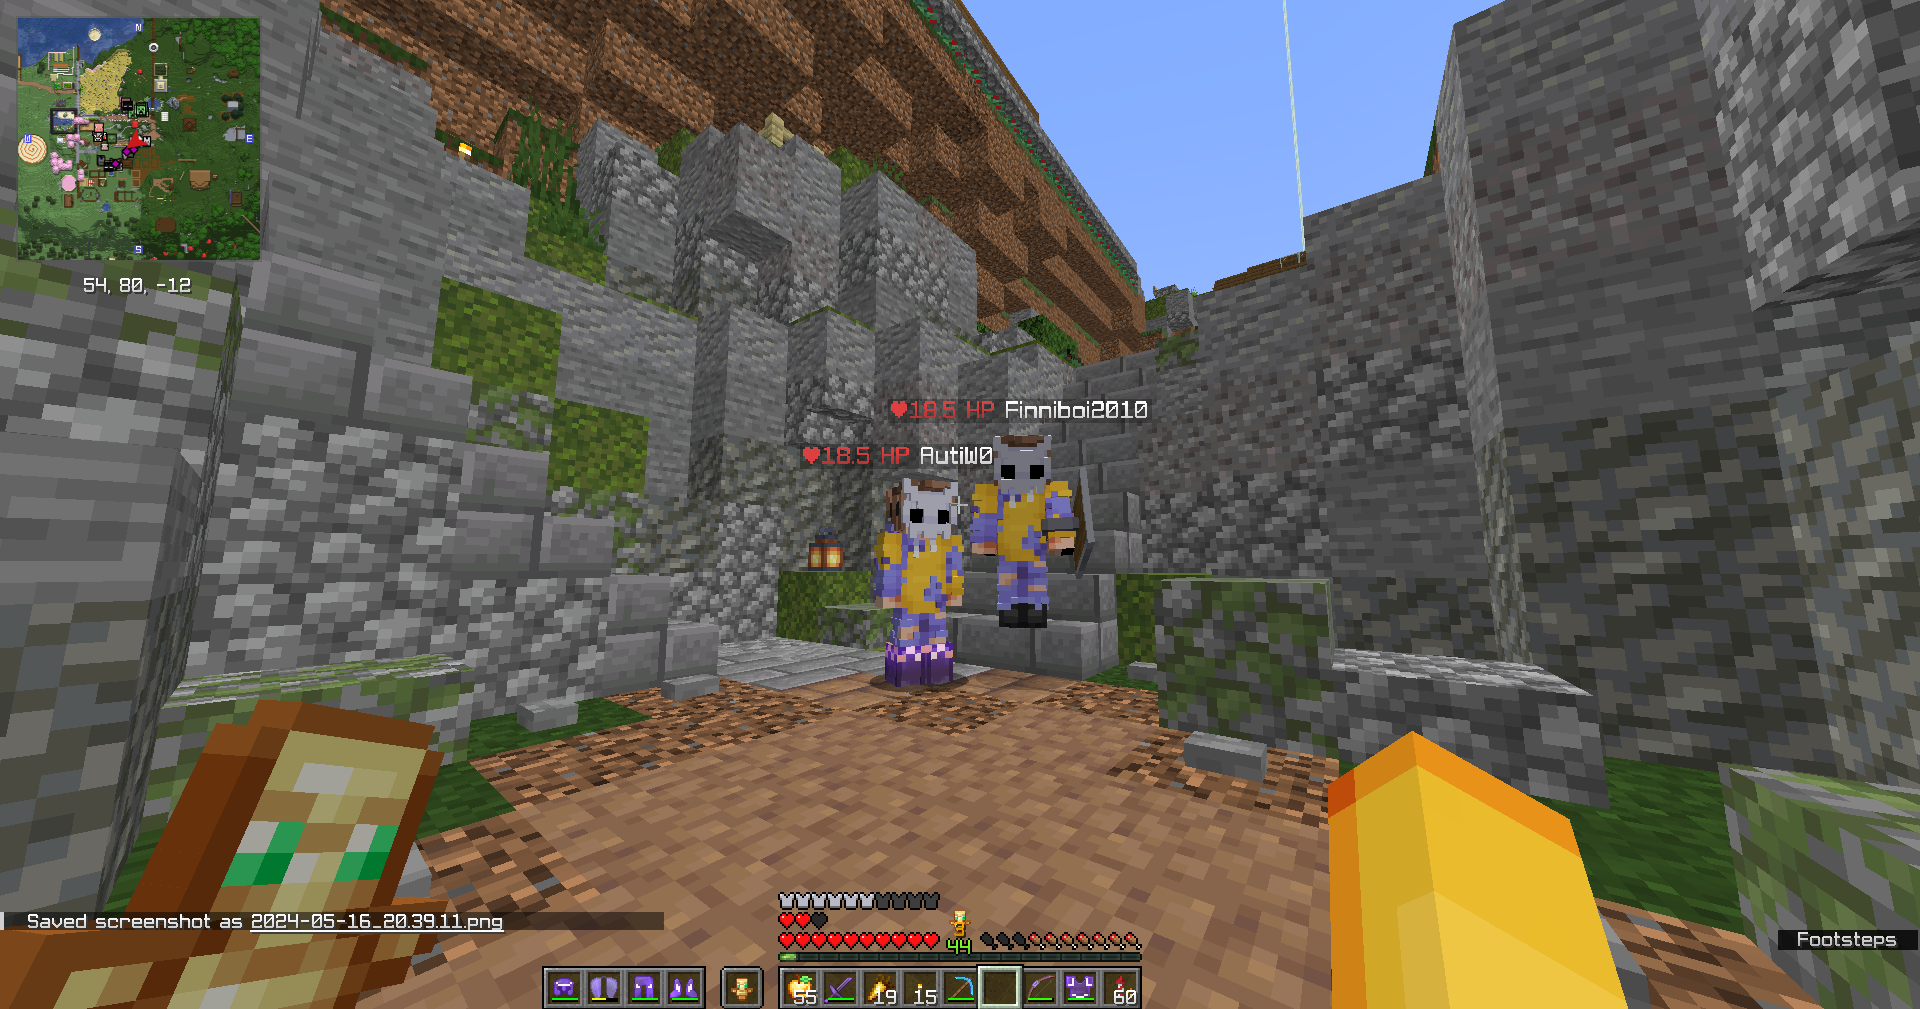 N
W
E
S
54, 80, -12
18.5 HP Finniboi2010
18.5 HP AutiW0
Saved screenshot as 2024-05-16_20.39.11.png
Footsteps
3
44
55
19
15
60